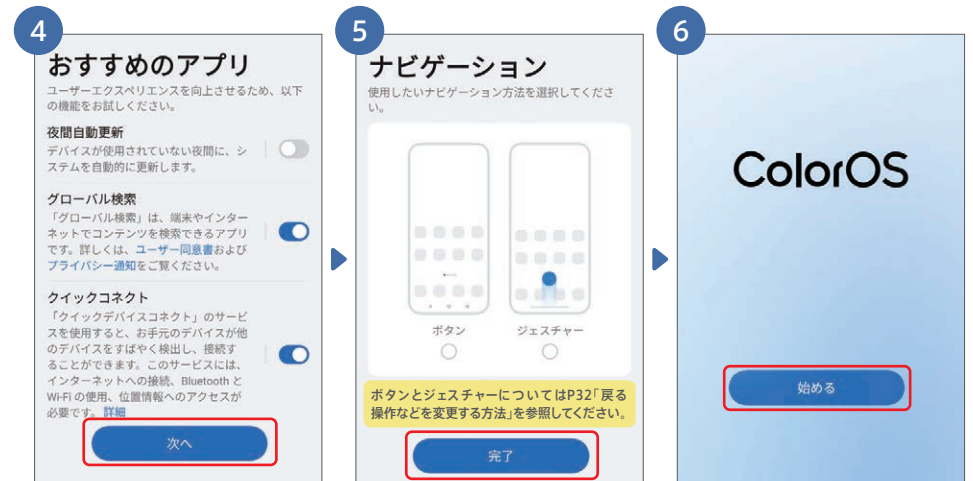 4
おすすめのアプリ
ユーザーエクスペリエンスを向上させるため、以下
の機能をお試しください。
夜間自動更新
デバイスが使用されていない夜間に、シ
ステムを自動的に更新します。
グローバル検索
「グローバル検索」は、端末やインター
ネットでコンテンツを検索できるアプリ
です。詳しくは、ユーザー同意書および
プライバシー通知をご覧ください。
クイックコネクト
「クイックデバイスコネクト」のサービ
スを使用すると、お手元のデバイスが他
のデバイスをすばやく検出し、接続す
ることができます。このサービスには、
インターネットへの接続、Bluetooth と
Wi-Fi の使用、位置情報へのアクセスが
必要です。詳細
次へ
5
ナビゲーション
使用したいナビゲーション方法を選択してくださ
い。
ボタン
ジェスチャー
ボタンとジェスチャーについてはP32「戻る
操作などを変更する方法」を参照してください。
完了
6
ColorOS
始める